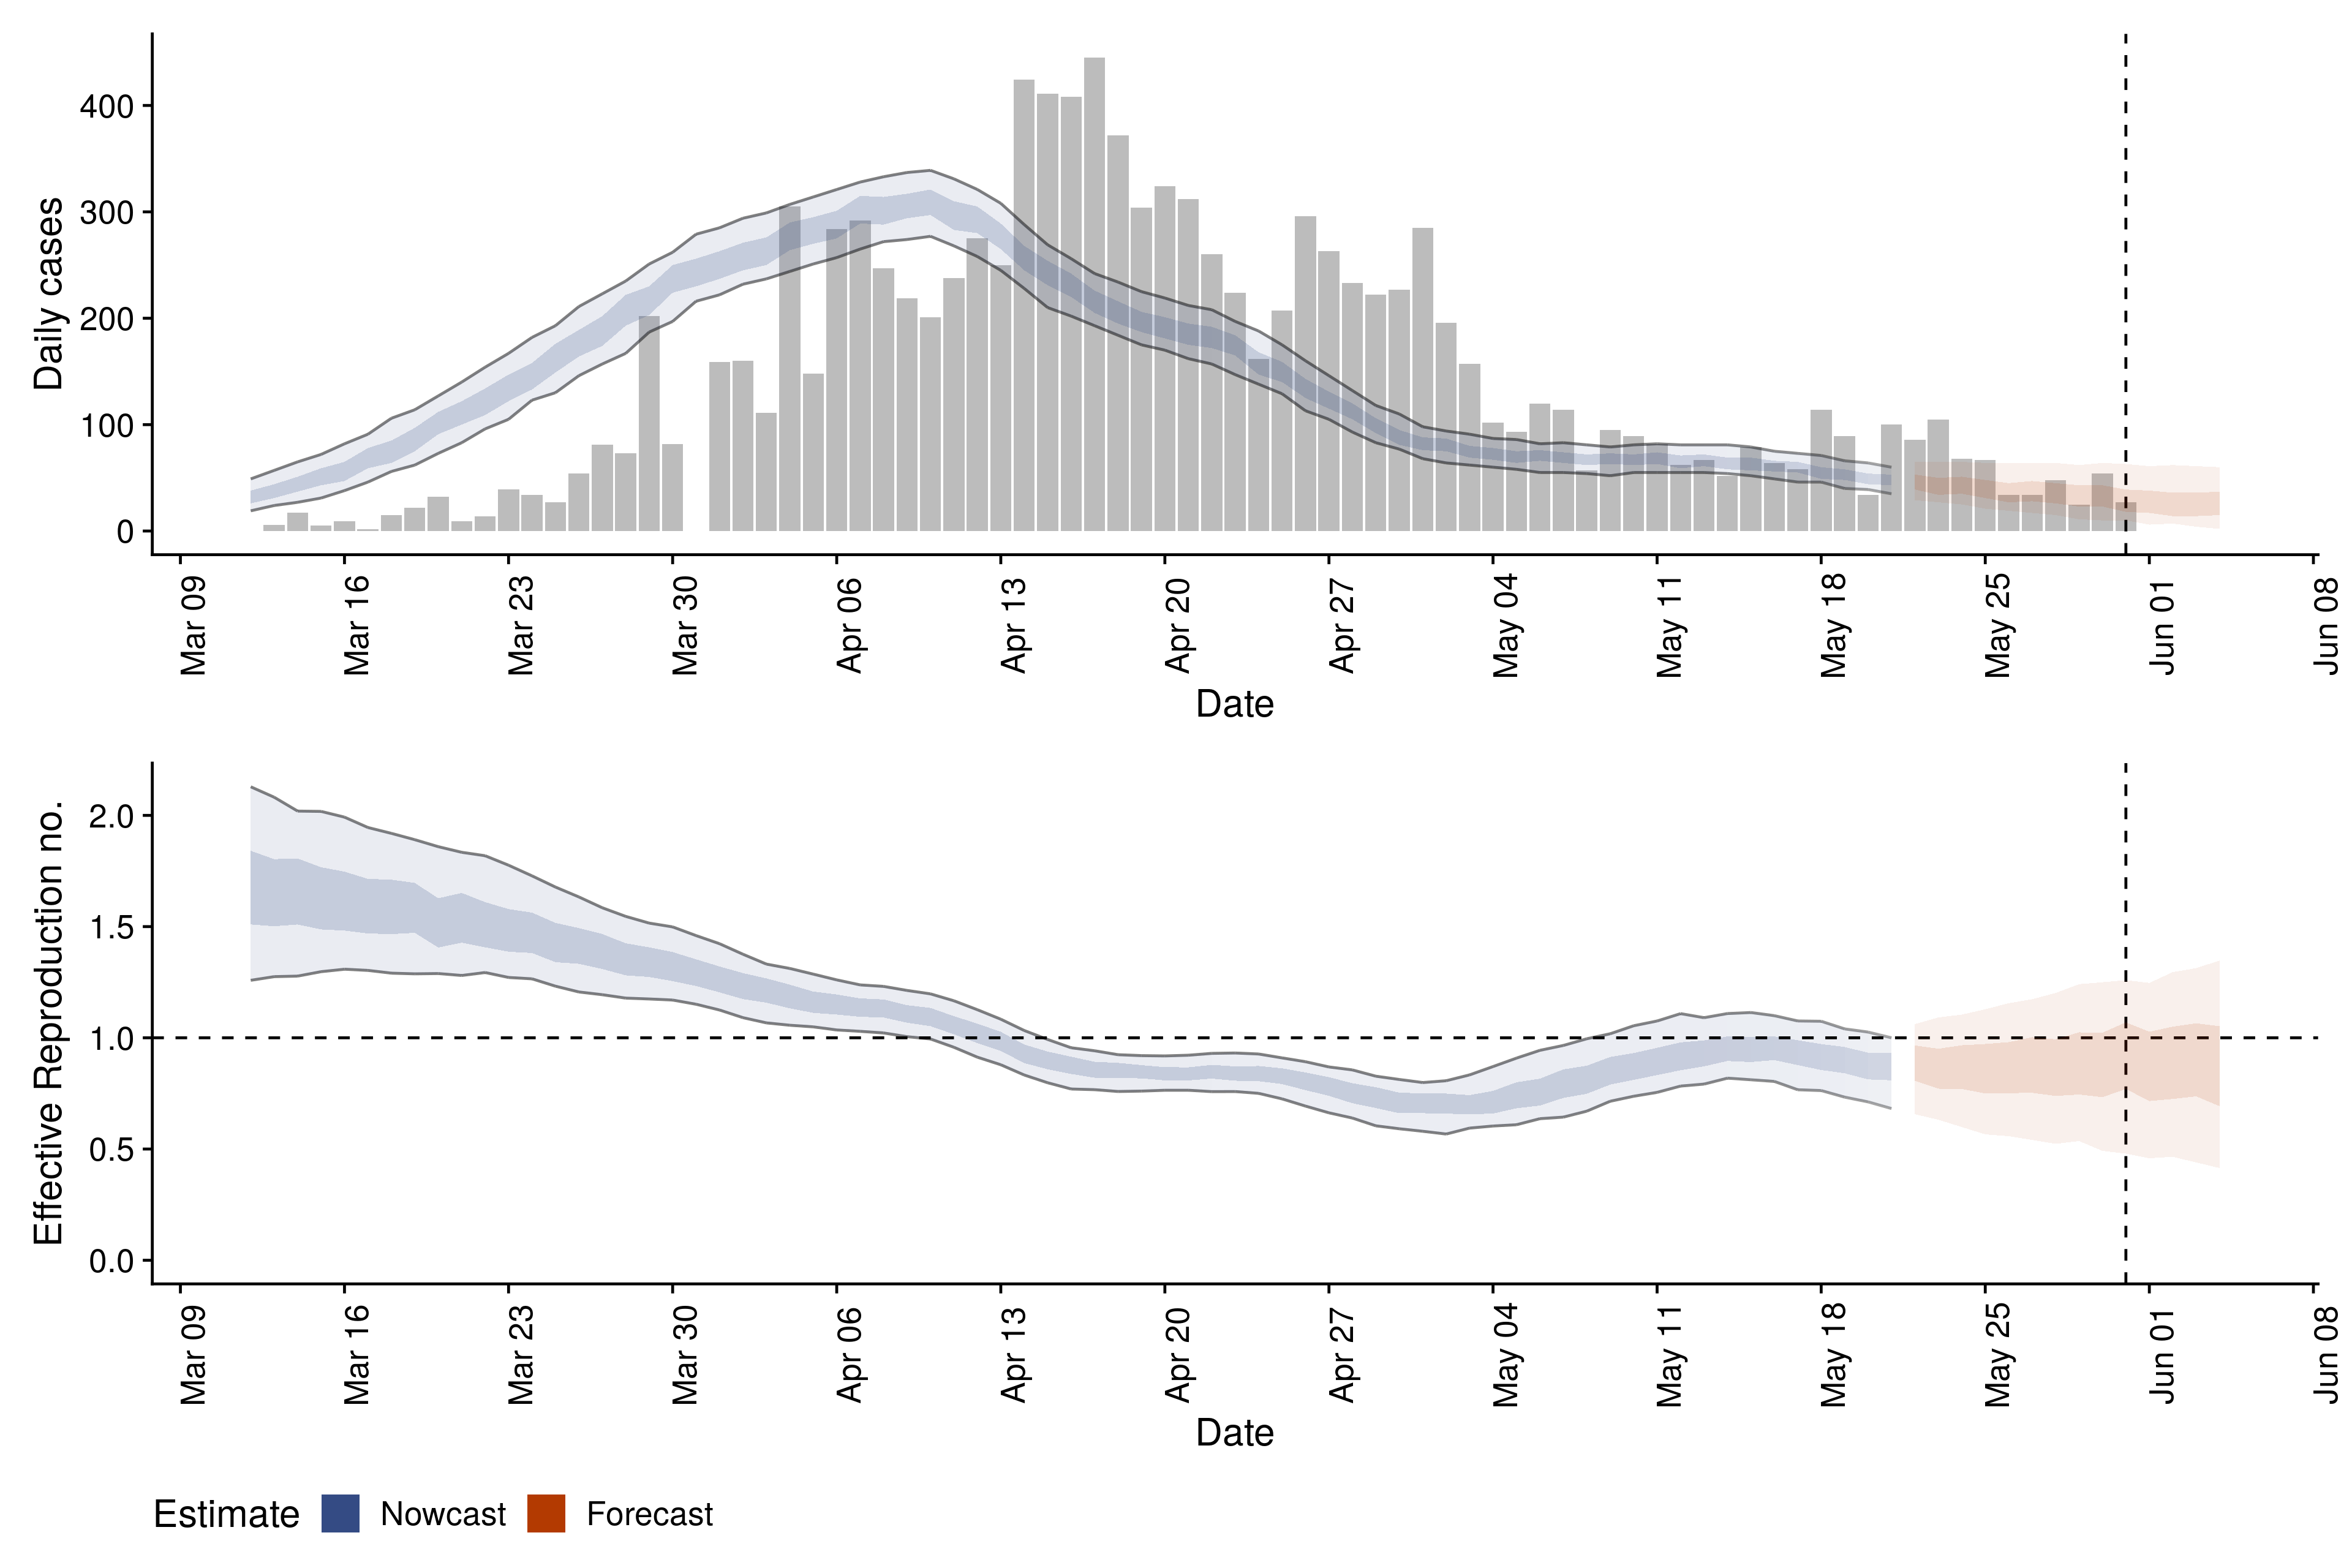 Daily cases
400
300
200
100
0
Mar 09
Mar 16
Mar 23
Mar 30
Apr 06
Apr 13
Apr 20
Apr 27
May 04
May 11
May 18
May 25
Jun 01
Jun 08
Date
Effective Reproduction no.
2.0
1.5
1.0
0.5
0.0
Mar 09
Mar 16
Mar 23
Mar 30
Apr 06
Apr 13
Apr 20
Apr 27
May 04
May 11
May 18
May 25
Jun 01
Jun 08
Date
Estimate Nowcast Forecast